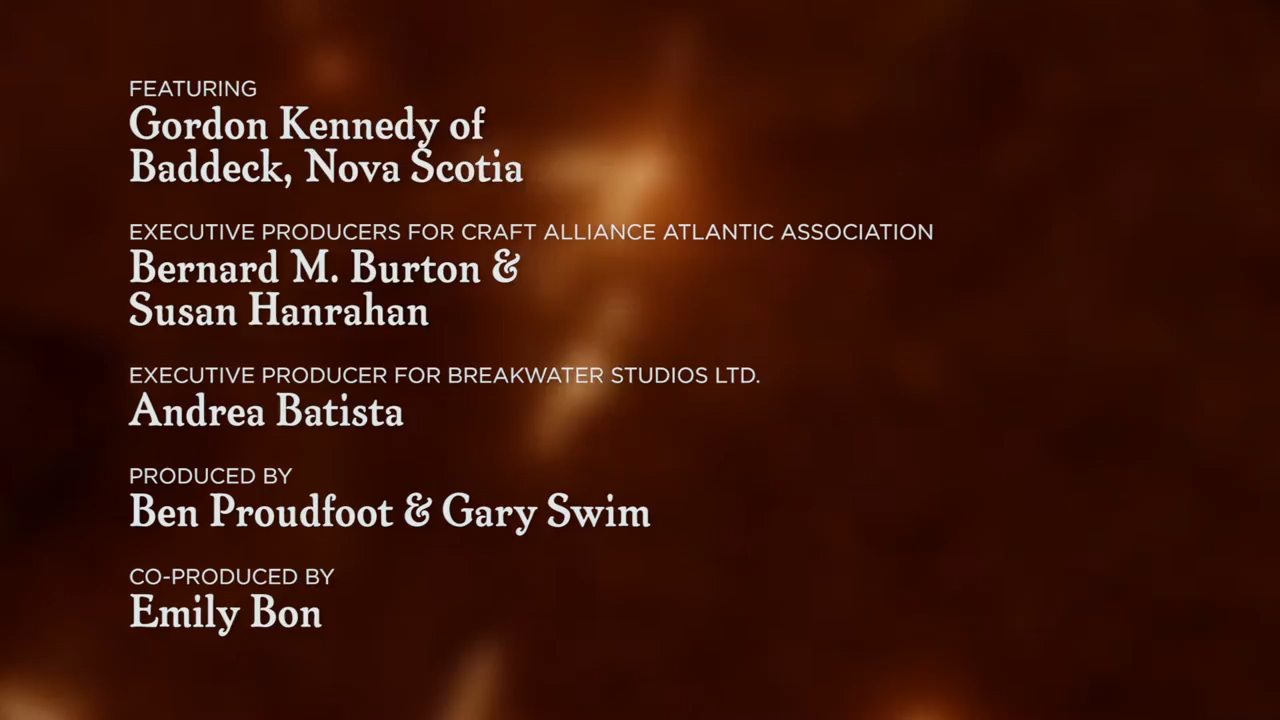 FEATURING
Gordon Kennedy of
Baddeck, Nova Scotia
EXECUTIVE PRODUCERS FOR CRAFT ALLIANCE ATLANTIC ASSOCIATION
Bernard M. Burton &
Susan Hanrahan
EXECUTIVE PRODUCER FOR BREAKWATER STUDIOS LTD.
Andrea Batista
PRODUCED BY
Ben Proudfoot & Gary Swim
CO-PRODUCED BY
Emily Bon